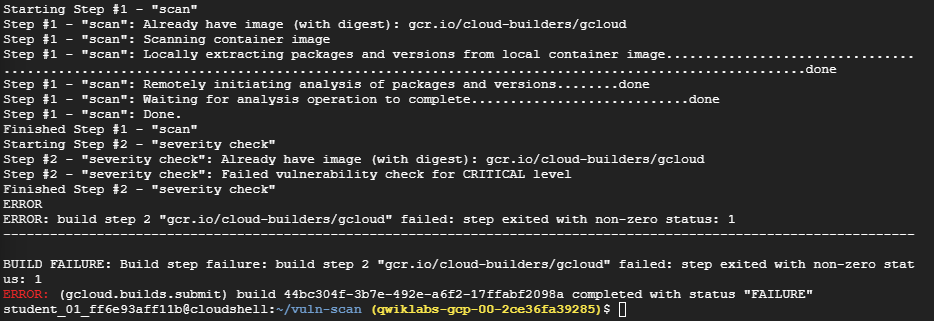 Starting Step #1 - "scan"
Step #1 - "scan": Already have image (with digest): gcr.io/cloud-builders/gcloud
Step #1 - "scan": Scanning container image
Step #1 - "scan": Locally extracting packages and versions from local container image................................
.......................................................................................................done
Step #1 - "scan": Remotely initiating analysis of packages and versions........done
Step #1 - "scan": Waiting for analysis operation to complete............................done
Step #1 - "scan": Done.
Finished Step #1 - "scan"
Starting Step #2 - "severity check"
Step #2 - "severity check": Already have image (with digest): gcr.io/cloud-builders/gcloud
Step #2 - "severity check": Failed vulnerability check for CRITICAL level
Finished Step #2 - "severity check"
ERROR
ERROR: build step 2 "gcr.io/cloud-builders/gcloud" failed: step exited with non-zero status: 1
---------------------------------------------------------------------------------------------------------------------
BUILD FAILURE: Build step failure: build step 2 "gcr.io/cloud-builders/gcloud" failed: step exited with non-zero stat
us: 1
ERROR: (gcloud.builds.submit) build 44bc304f-3b7e-492e-a6f2-17ffabf2098a completed with status "FAILURE"
student_01_ff6e93aff11b@cloudshell:~/vuln-scan (qwiklabs-gcp-00-2ce36fa39285)$